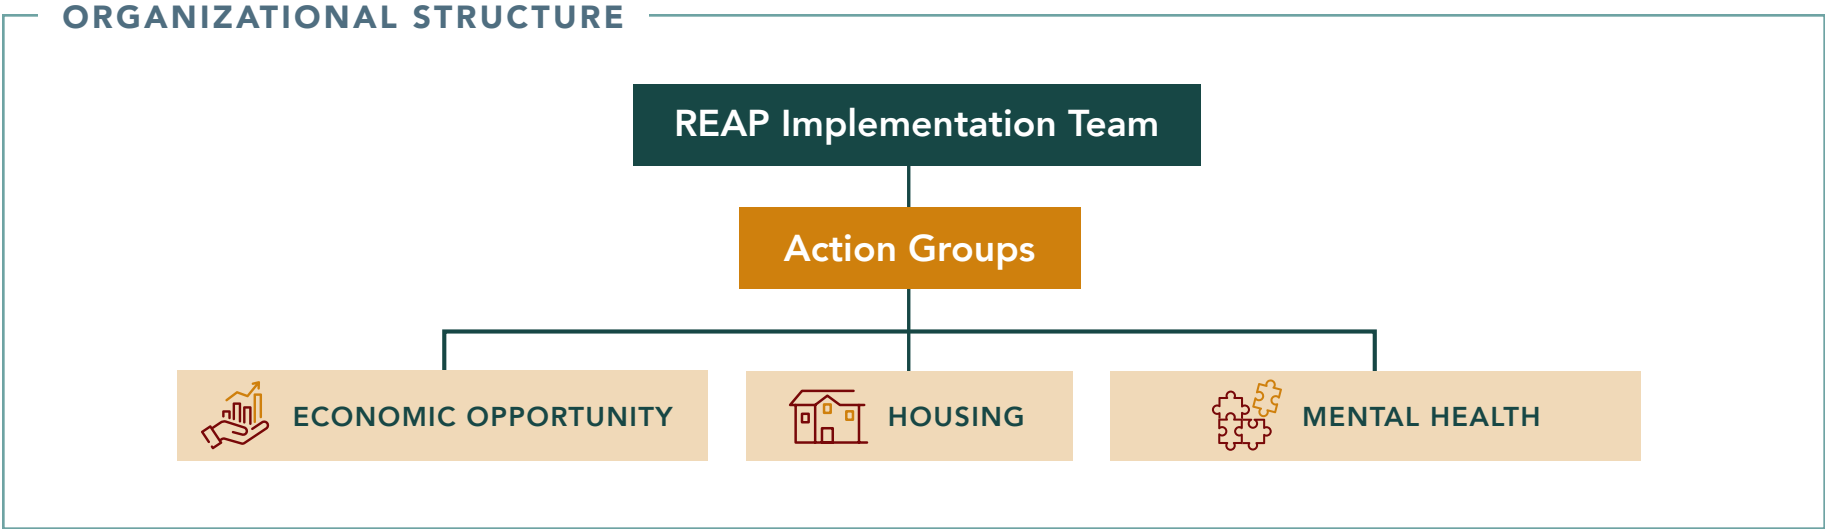 ORGANIZATIONAL STRUCTURE
REAP Implementation Team
Action Groups
ECONOMIC OPPORTUNITY
HOUSING
MENTAL HEALTH